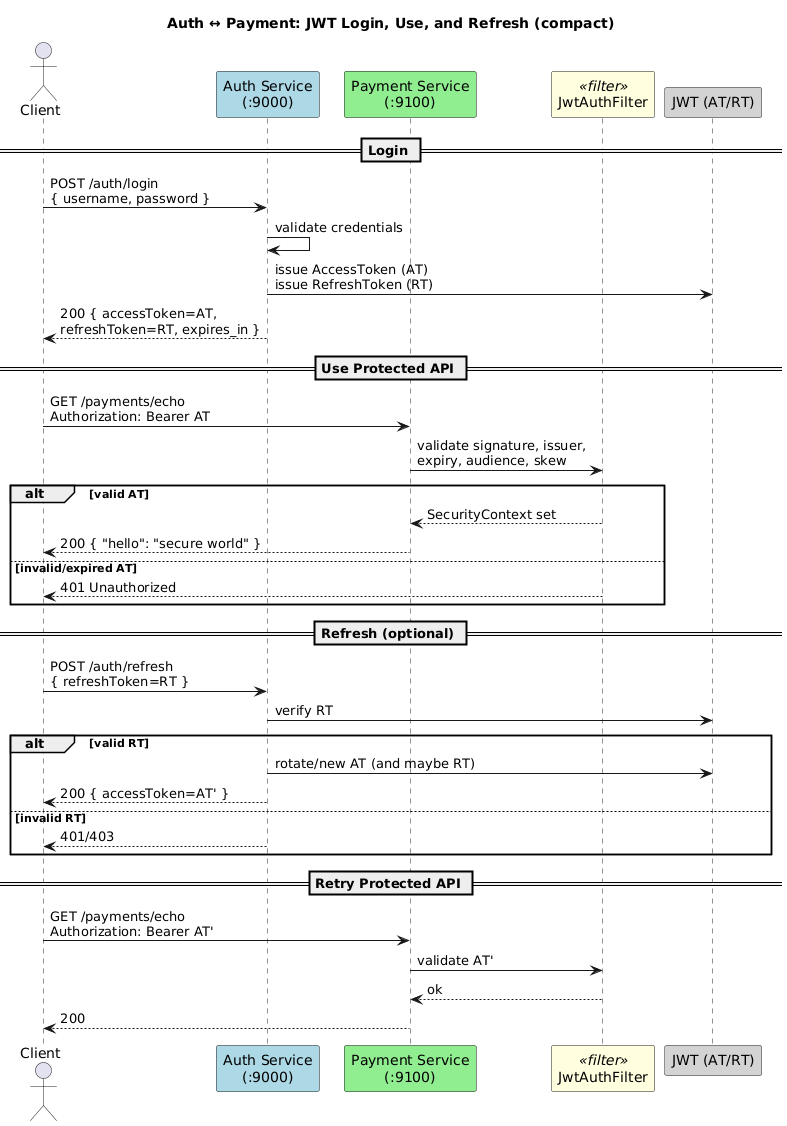 Auth ↔ Payment: JWT Login, Use, and Refresh (compact)
Client
Auth Service
(:9000)
Payment Service
(:9100)
«filter»
JwtAuthFilter
JWT (AT/RT)
Login
POST /auth/login
{ username, password }
validate credentials
issue AccessToken (AT)
issue RefreshToken (RT)
200 { accessToken=AT,
refreshToken=RT, expires_in }
Use Protected API
GET /payments/echo
Authorization: Bearer AT
validate signature, issuer,
expiry, audience, skew
alt [valid AT]
SecurityContext set
200 { "hello": "secure world" }
[invalid/expired AT]
401 Unauthorized
Refresh (optional)
POST /auth/refresh
{ refreshToken=RT }
verify RT
alt [valid RT]
rotate/new AT (and maybe RT)
200 { accessToken=AT' }
[invalid RT]
401/403
Retry Protected API
GET /payments/echo
Authorization: Bearer AT'
validate AT'
ok
200
Client
Auth Service
(:9000)
Payment Service
(:9100)
«filter»
JwtAuthFilter
JWT (AT/RT)